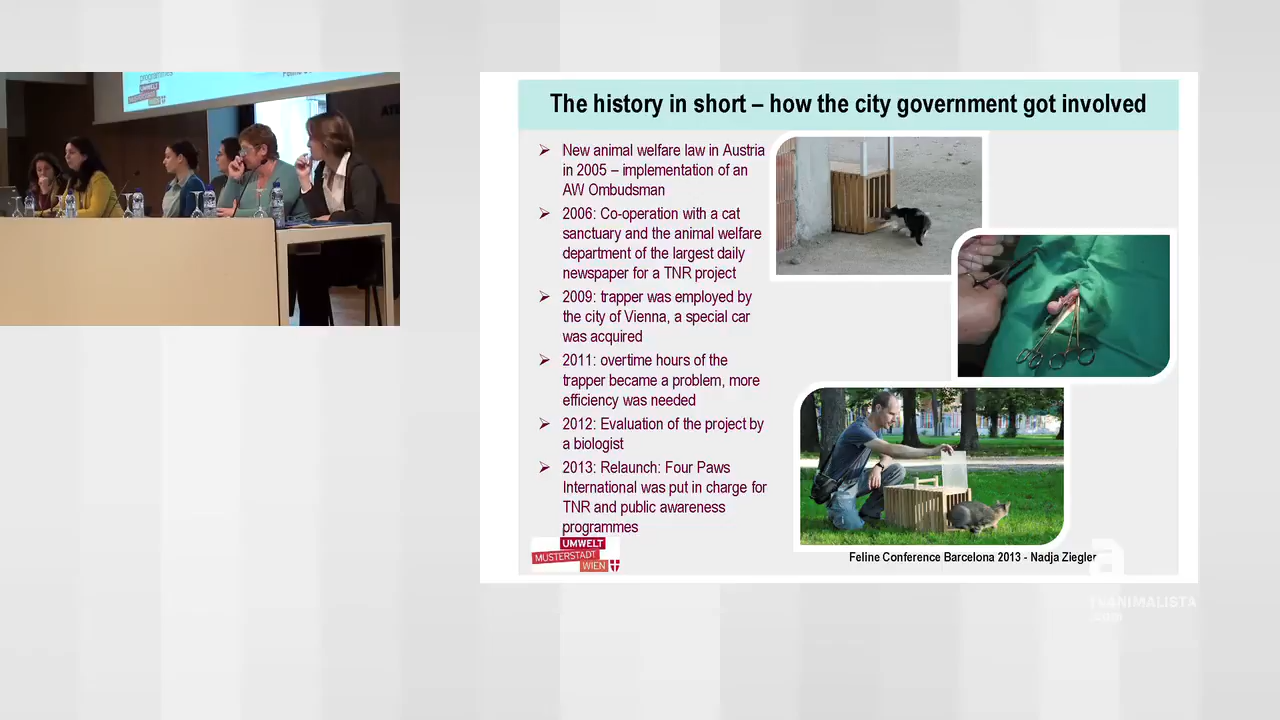 programmes
UMWELT
MUSTERSTADT
WIEN
The history in short – how the city government got involved
New animal welfare law in Austria
in 2005 – implementation of an
AW Ombudsman
2006: Co-operation with a cat
sanctuary and the animal welfare
department of the largest daily
newspaper for a TNR project
2009: trapper was employed by
the city of Vienna, a special car
was acquired
2011: overtime hours of the
trapper became a problem, more
efficiency was needed
2012: Evaluation of the project by
a biologist
2013: Relaunch: Four Paws
International was put in charge for
TNR and public awareness
programmes
UMWELT
MUSTERSTADT
WIEN
Feline Conference Barcelona 2013 - Nadja Ziegler